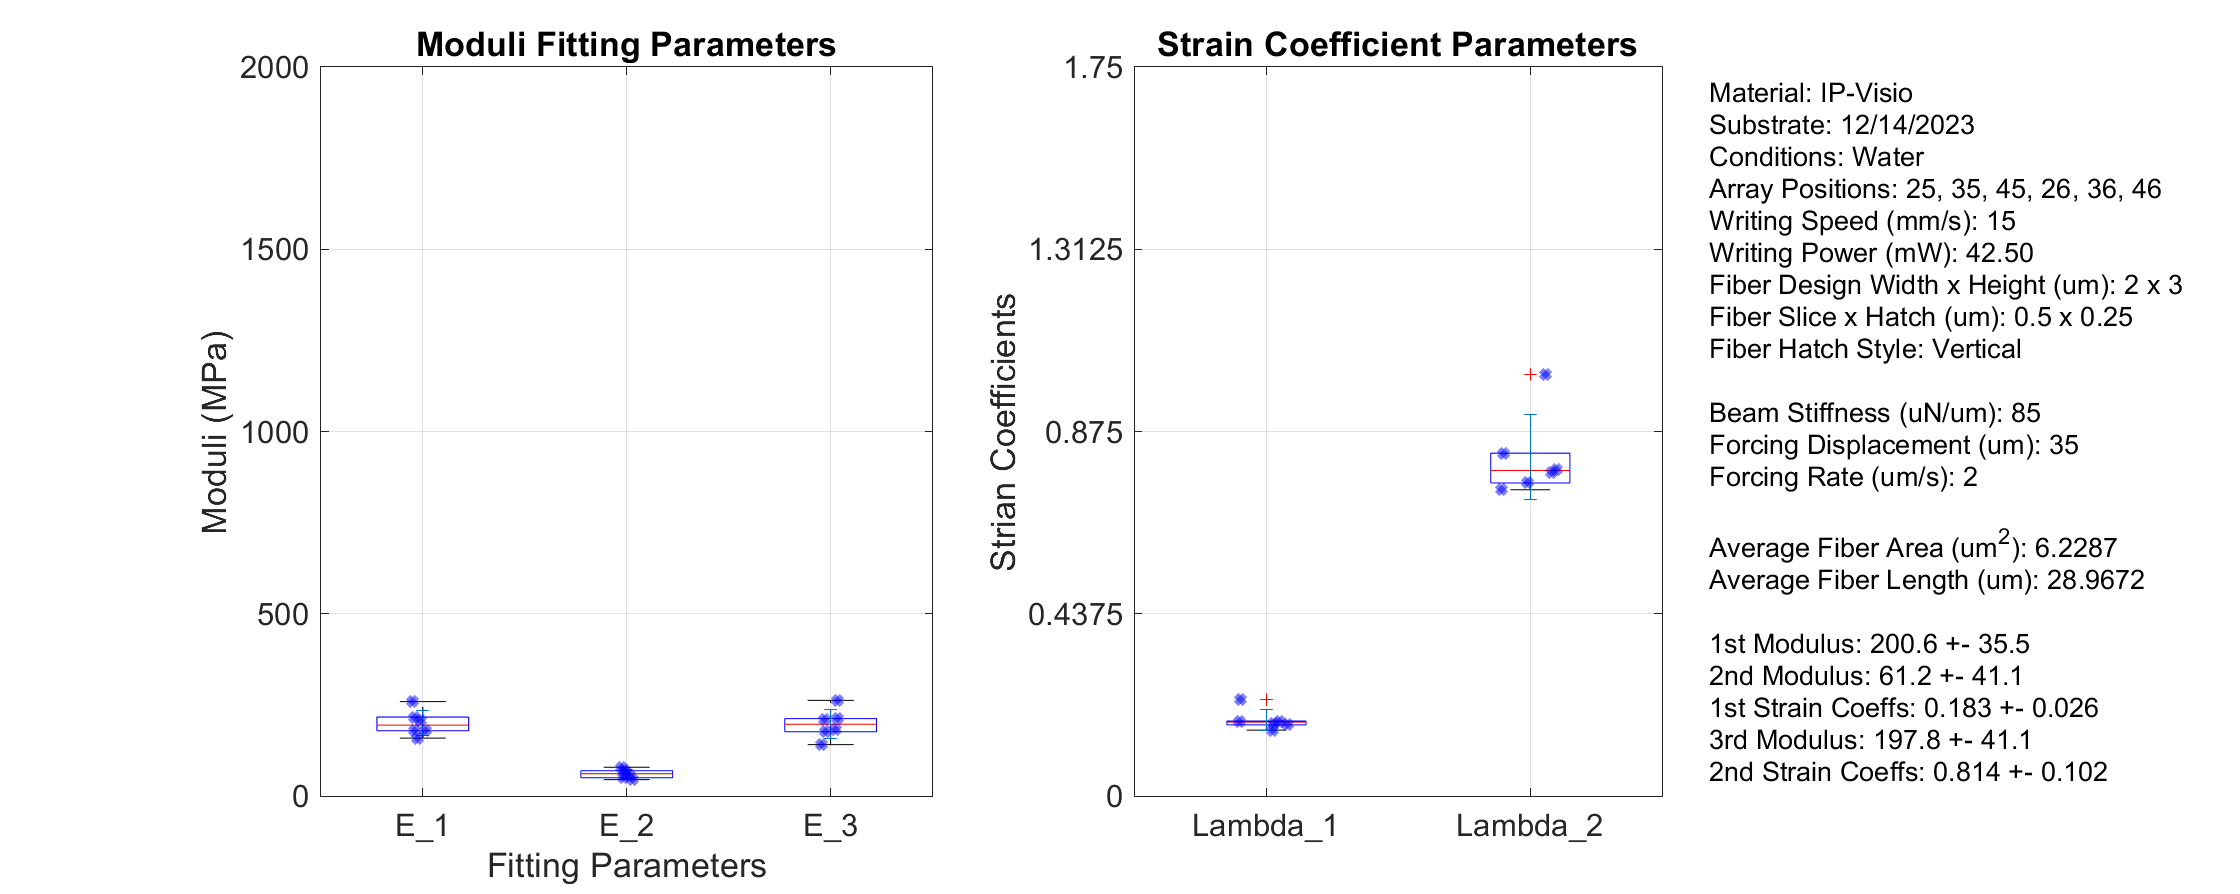 Moduli Fitting Parameters
2000
1500
1000
500
0
Moduli (MPa)
E_1
E_2
E_3
Fitting Parameters
Strain Coefficient Parameters
1.75
1.3125
0.875
0.4375
0
Strian Coefficients
Lambda_1
Lambda_2
Material: IP-Visio
Substrate: 12/14/2023
Conditions: Water
Array Positions: 25, 35, 45, 26, 36, 46
Writing Speed (mm/s): 15
Writing Power (mW): 42.50
Fiber Design Width x Height (um): 2 x 3
Fiber Slice x Hatch (um): 0.5 x 0.25
Fiber Hatch Style: Vertical
Beam Stiffness (uN/um): 85
Forcing Displacement (um): 35
Forcing Rate (um/s): 2
Average Fiber Area (um²): 6.2287
Average Fiber Length (um): 28.9672
1st Modulus: 200.6 +- 35.5
2nd Modulus: 61.2 +- 41.1
1st Strain Coeffs: 0.183 +- 0.026
3rd Modulus: 197.8 +- 41.1
2nd Strain Coeffs: 0.814 +- 0.102